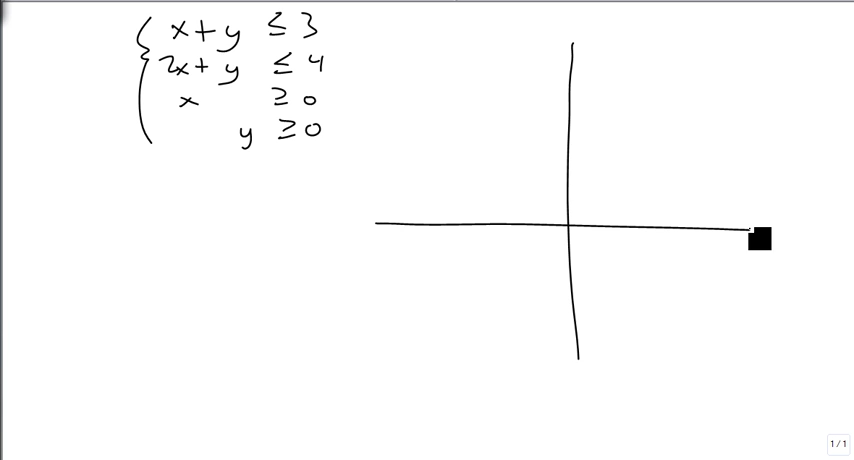 x + y ≤ 3
2x + y ≤ 4
x ≥ 0
y ≥ 0
1 / 1